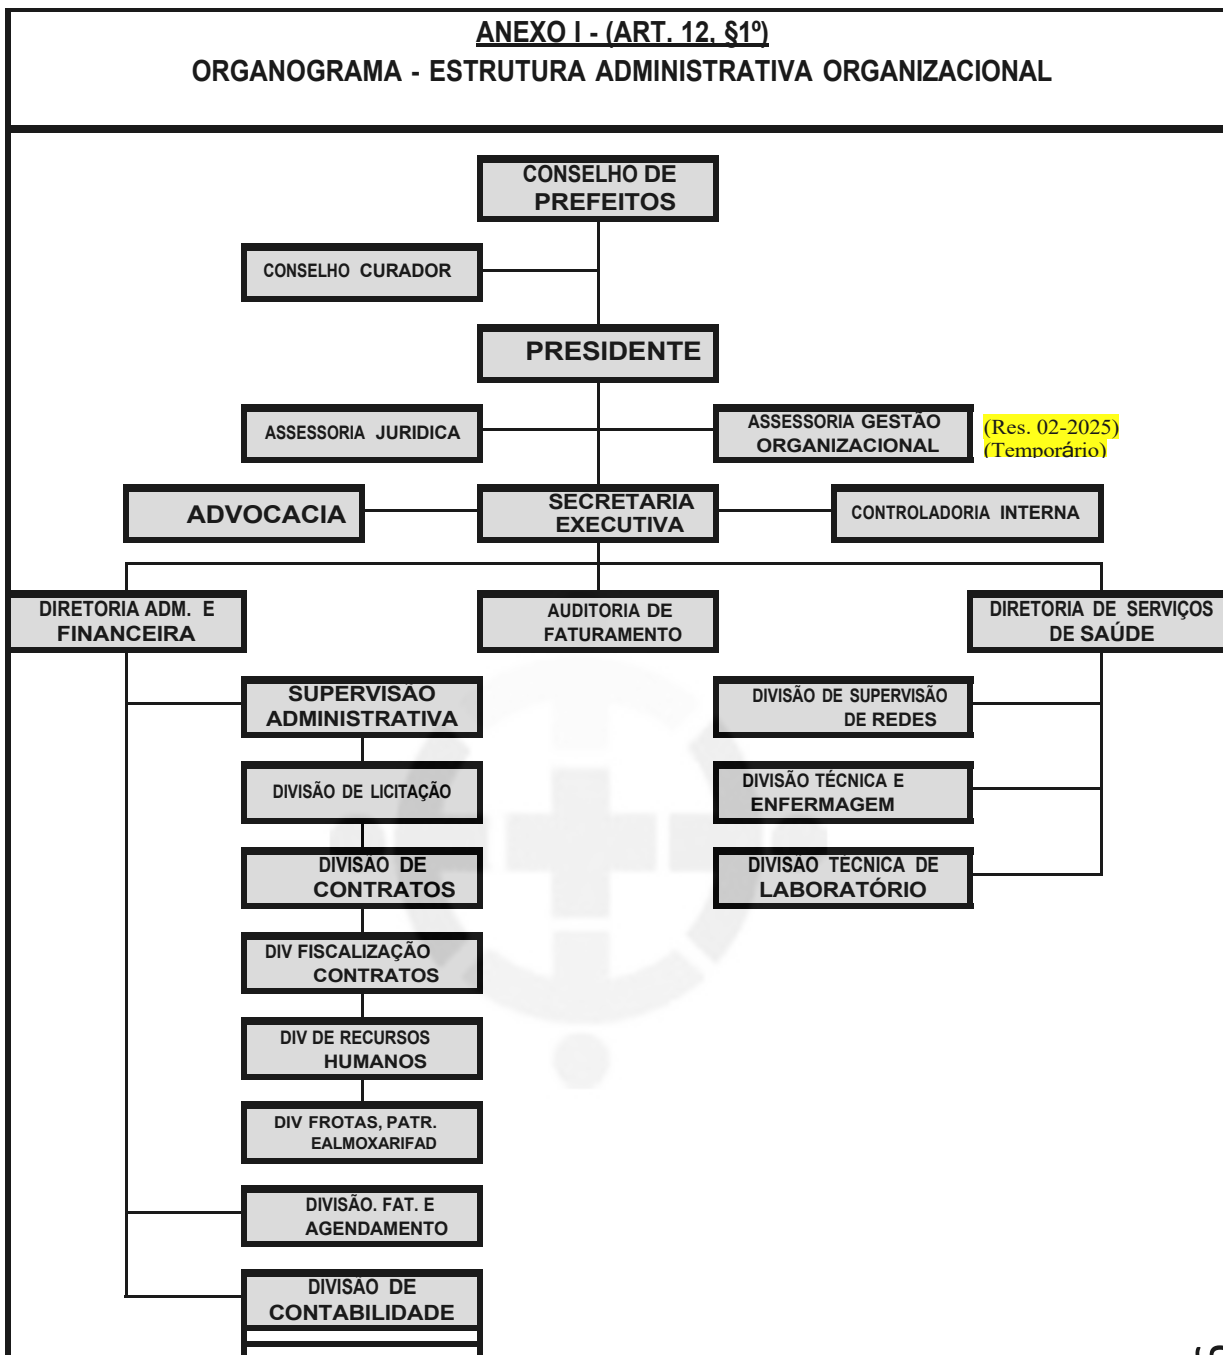 ANEXO I - (ART. 12, §1º)
ORGANOGRAMA - ESTRUTURA ADMINISTRATIVA ORGANIZACIONAL
CONSELHO DE
PREFEITOS
CONSELHO CURADOR
PRESIDENTE
ASSESSORIA JURIDICA
ASSESSORIA GESTÃO
ORGANIZACIONAL
(Res. 02-2025)
(Temporário)
ADVOCACIA
SECRETARIA
EXECUTIVA
CONTROLADORIA INTERNA
DIRETORIA ADM. E
FINANCEIRA
AUDITORIA DE
FATURAMENTO
DIRETORIA DE SERVIÇOS
DE SAÚDE
SUPERVISÃO
ADMINISTRATIVA
DIVISÃO DE SUPERVISÃO
DE REDES
DIVISÃO DE LICITAÇÃO
DIVISÃO TÉCNICA E
ENFERMAGEM
DIVISÃO DE
CONTRATOS
DIVISÃO TÉCNICA DE
LABORATÓRIO
DIV FISCALIZAÇÃO
CONTRATOS
DIV DE RECURSOS
HUMANOS
DIV FROTAS, PATR.
EALMOXARIFAD
DIVISÃO. FAT. E
AGENDAMENTO
DIVISÃO DE
CONTABILIDADE